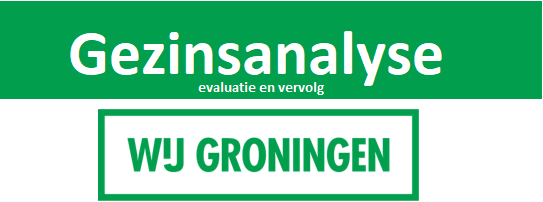 Gezinsanalyse
evaluatie en vervolg
WIJ GRONINGEN